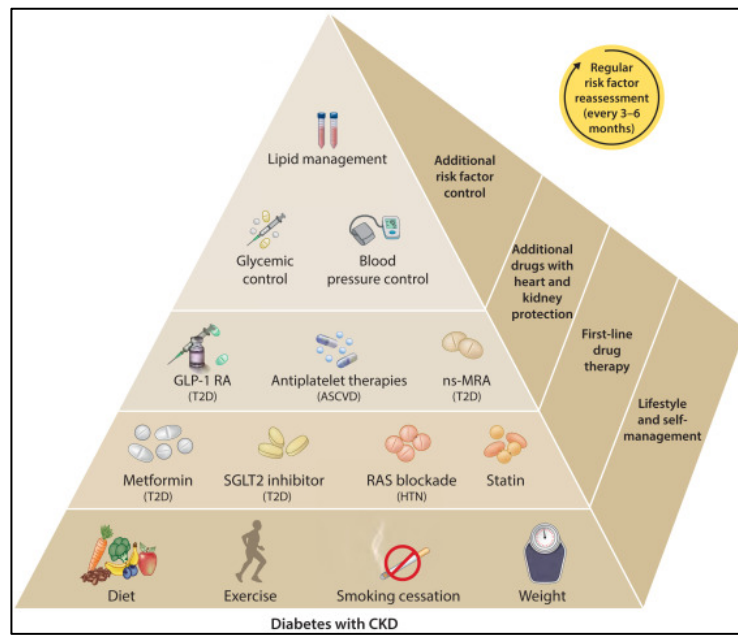 Regular
risk factor
reassessment
(every 3–6
months)
Lipid management
Additional
risk factor
control
Glycemic
control
Blood
pressure control
Additional
drugs with
heart and
kidney
protection
GLP-1 RA
(T2D)
Antiplatelet therapies
(ASCVD)
ns-MRA
(T2D)
First-line
drug
therapy
Metformin
(T2D)
SGLT2 inhibitor
(T2D)
RAS blockade
(HTN)
Statin
Lifestyle
and self-
management
Diet
Exercise
Smoking cessation
Weight
Diabetes with CKD